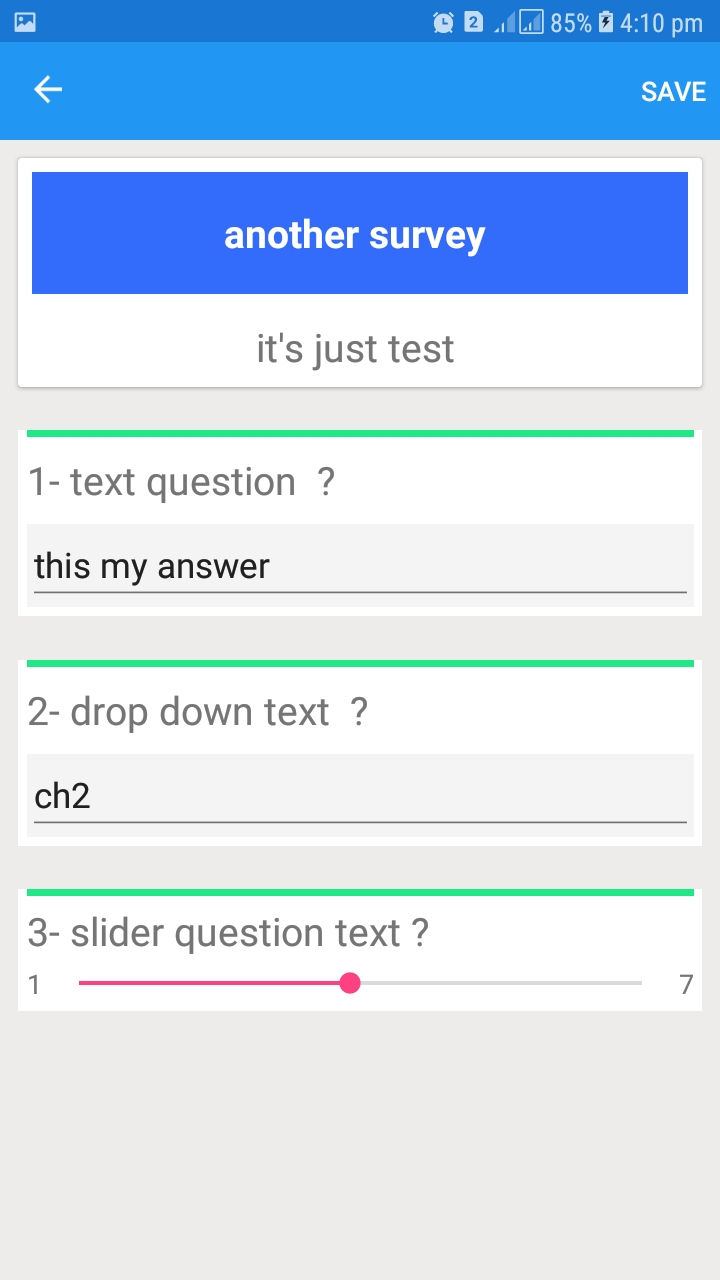 2 85% 4:10 pm
SAVE
another survey
it's just test
1- text question  ?
this my answer
2- drop down text  ?
ch2
3- slider question text ?
1 7